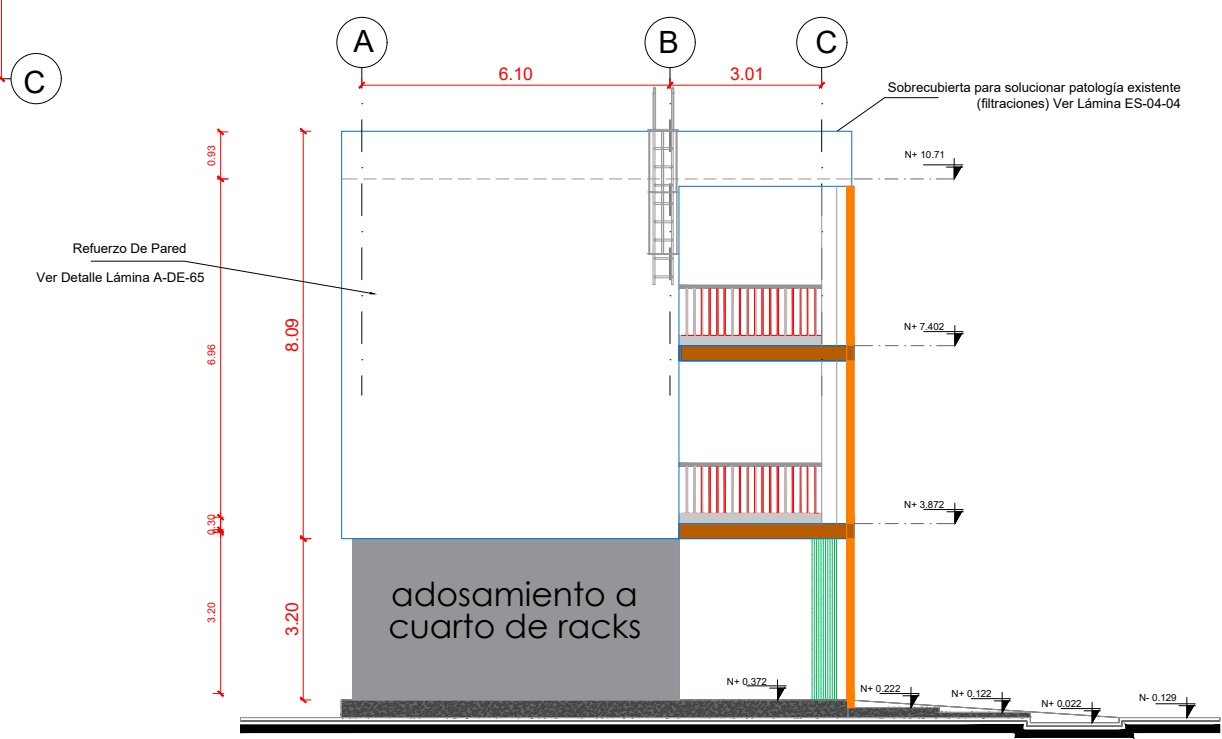 A
B
C
C
6.10
3.01
Sobrecubierta para solucionar patología existente
(filtraciones) Ver Lámina ES-04-04
0.93
N+ 10.71
Refuerzo De Pared
Ver Detalle Lámina A-DE-65
8.09
6.96
N+ 7.402
N+ 3.872
0.30
3.20
3.20
adosamiento a
cuarto de racks
N+ 0.372
N+ 0.222
N+ 0.122
N+ 0.022
N- 0.129